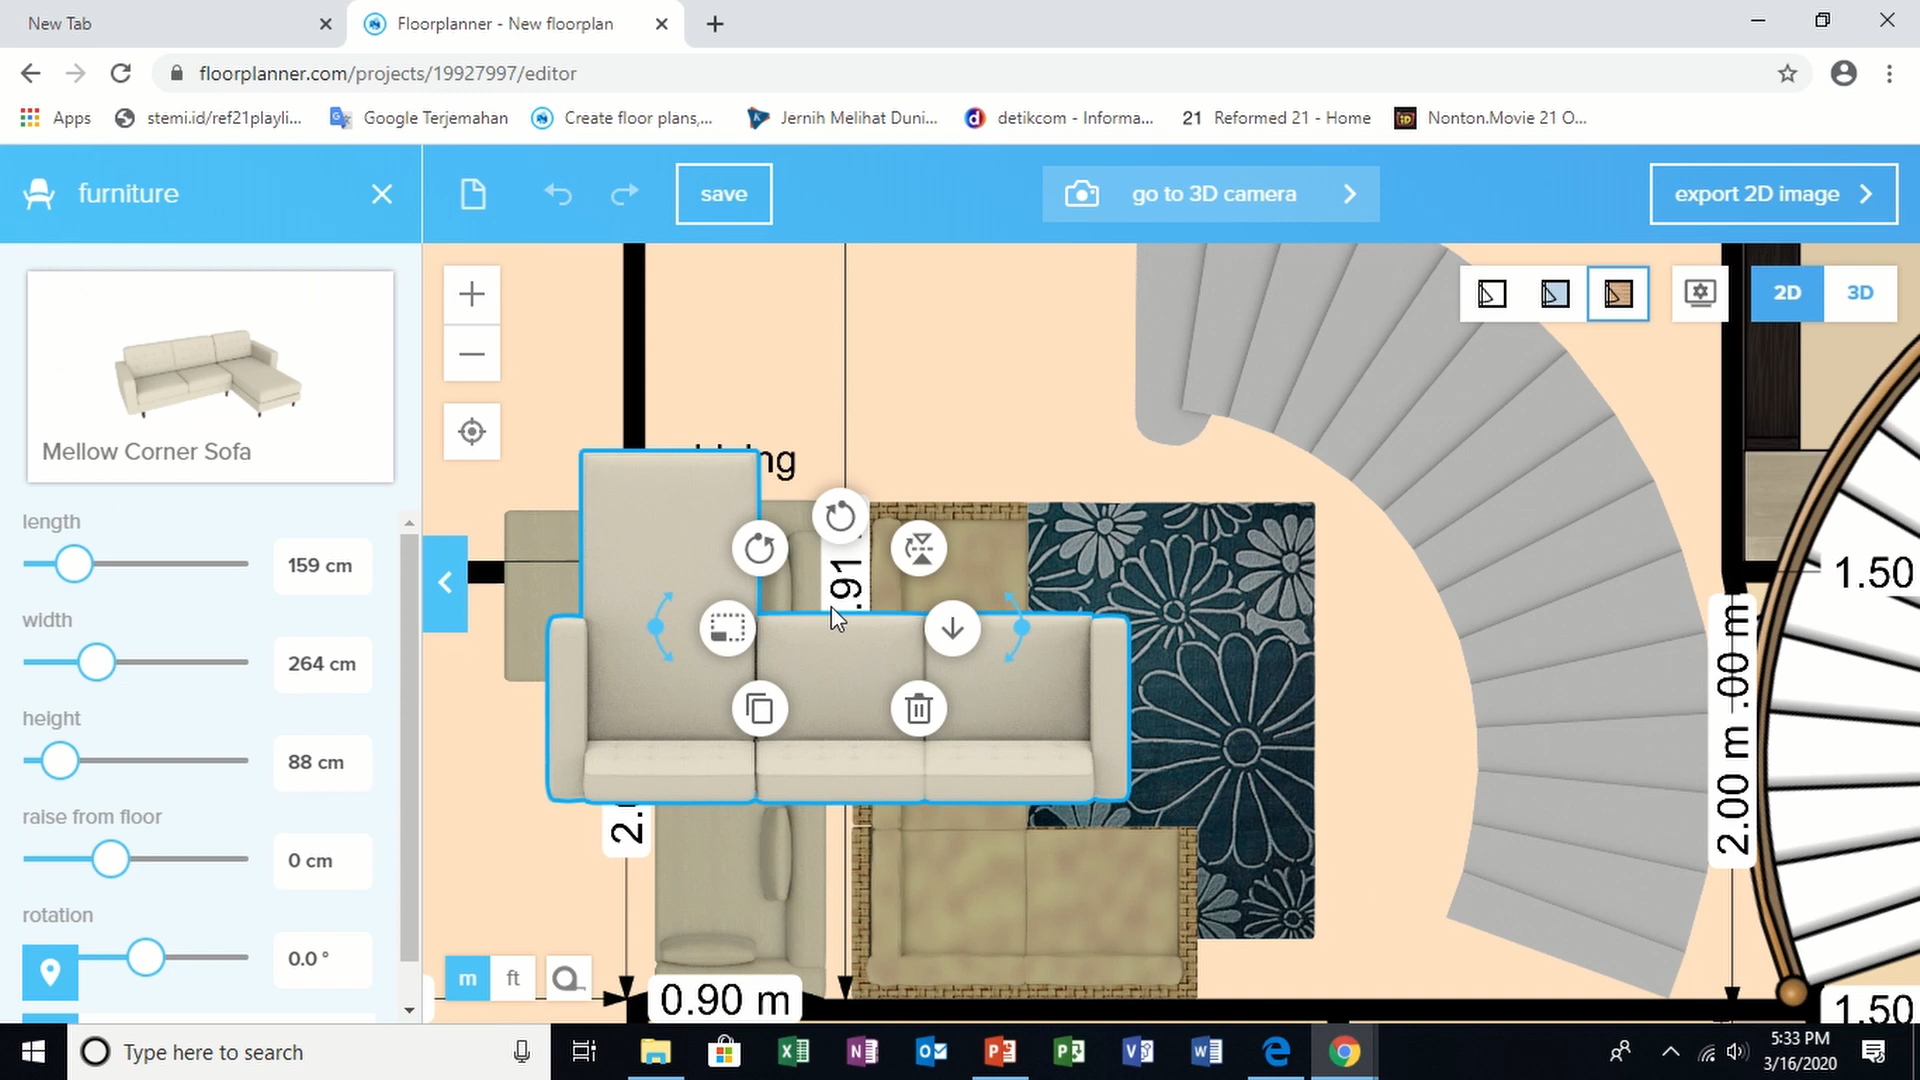 New Tab
Floorplanner - New floorplan
floorplanner.com/projects/19927997/editor
Apps
stemi.id/ref21playli...
Google Terjemahan
Create floor plans,...
Jernih Melihat Duni...
detikcom - Informa...
21 Reformed 21 - Home
Nonton.Movie 21 O...
furniture
save
go to 3D camera
export 2D image
2D
3D
Mellow Corner Sofa
length
159 cm
width
264 cm
height
88 cm
raise from floor
0 cm
rotation
0.0 °
m
ft
.91
0.90 m
1.50
.00 m
2.00 m
1.50
Type here to search
5:33 PM
3/16/2020